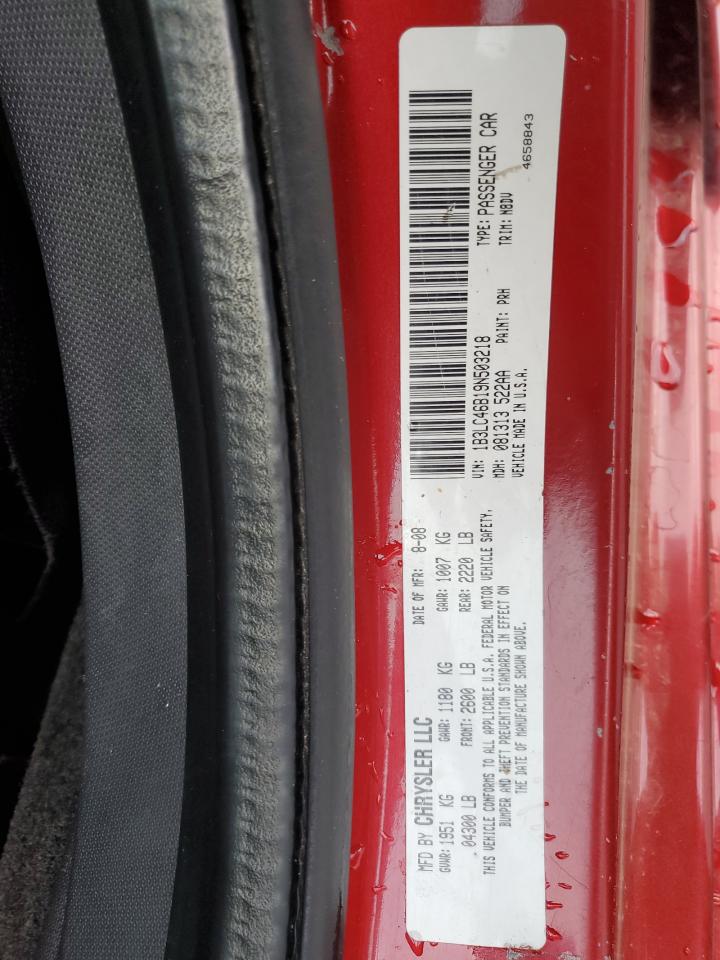 MFD BY CHRYSLER LLC DATE OF MFR: 8-08
GVWR: 1951 KG GAWR: 1180 KG GAWR: 1007 KG
04300 LB FRONT: 2600 LB REAR: 2220 LB
THIS VEHICLE CONFORMS TO ALL APPLICABLE U.S.A. FEDERAL MOTOR VEHICLE SAFETY,
BUMPER AND THEFT PREVENTION STANDARDS IN EFFECT ON
THE DATE OF MANUFACTURE SHOWN ABOVE.
VIN: 1B3LC46B19N503218 TYPE: PASSENGER CAR
MDH: 081313 522AA PAINT: PRH TRIM: N8DV
VEHICLE MADE IN U.S.A. 4658843